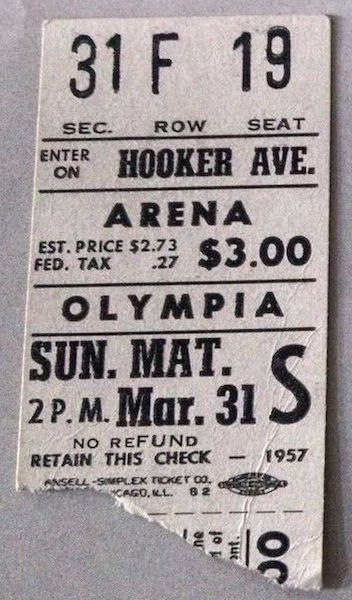 31 F 19
SEC. ROW SEAT
ENTER ON HOOKER AVE.
ARENA
EST. PRICE $2.73
FED. TAX .27 $3.00
OLYMPIA
SUN. MAT.
2 P. M. Mar. 31 S
NO REFUND
RETAIN THIS CHECK — 1957
ANSELL-SIMPLEX TICKET CO.
CHICAGO, ILL. 82